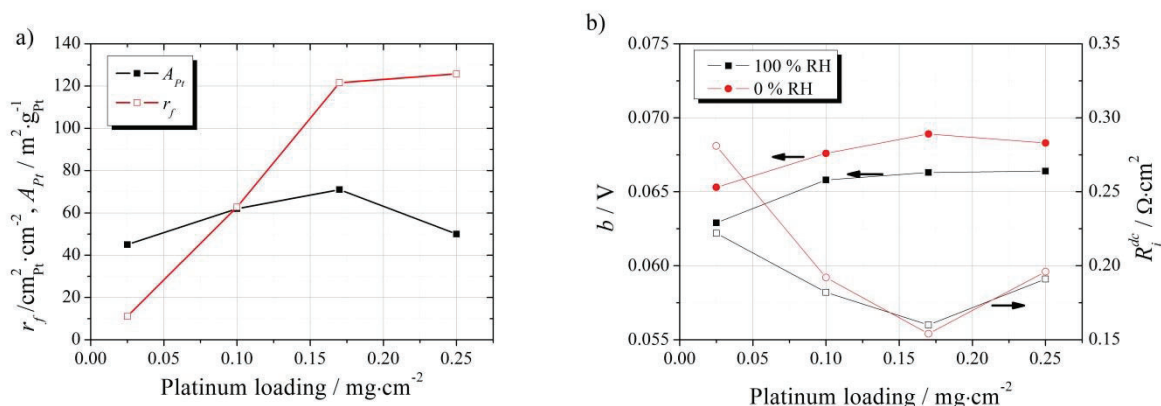 a)
140
120
100
80
60
40
20
0
0.00 0.05 0.10 0.15 0.20 0.25
A_Pt
r_f
r_f /cm²_Pt·cm⁻², A_Pt / m²·g⁻¹_Pt
Platinum loading / mg·cm⁻²
b)
0.075
0.070
0.065
0.060
0.055
0.00 0.05 0.10 0.15 0.20 0.25
100 % RH
0 % RH
b / V
0.35
0.30
0.25
0.20
0.15
R_i^dc / Ω·cm²
Platinum loading / mg·cm⁻²